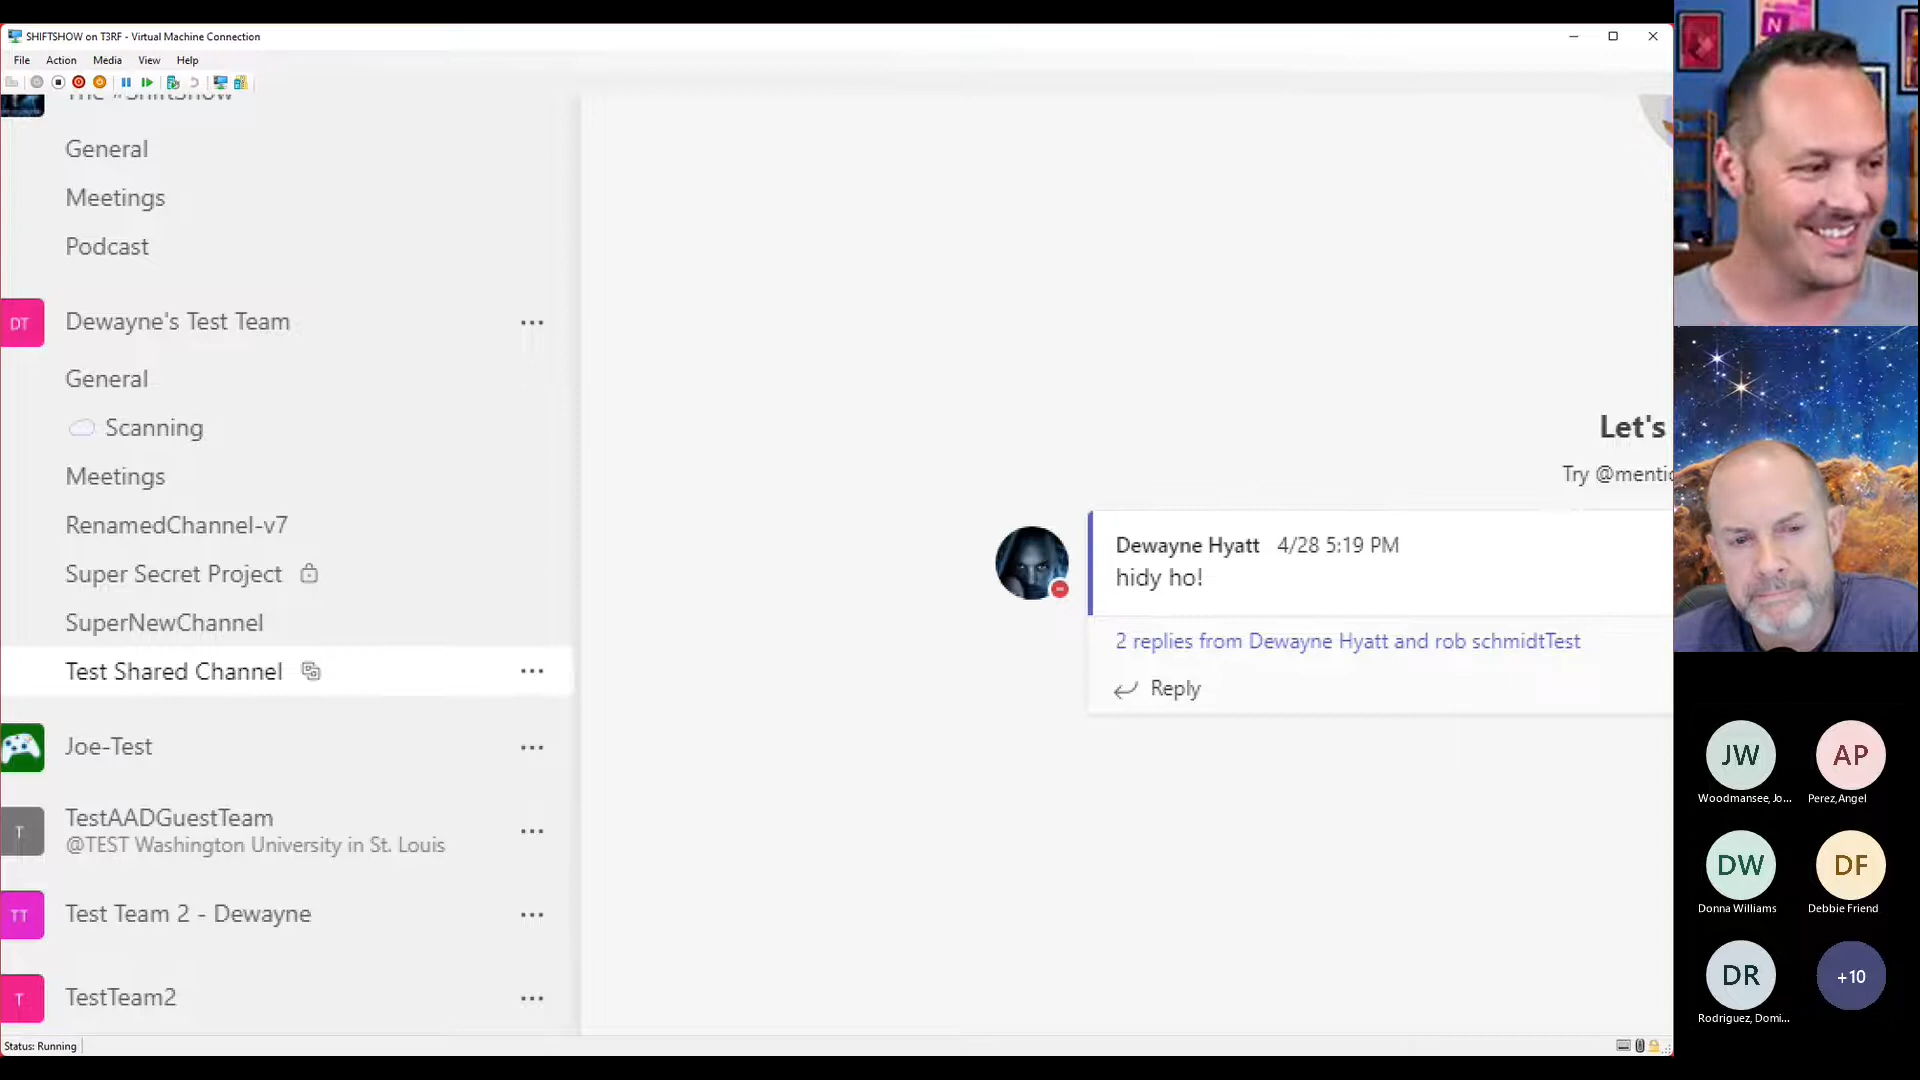 SHIFTSHOW on T3RF - Virtual Machine Connection
File Action Media View Help
The #ShiftShow
General
Meetings
Podcast
DT Dewayne's Test Team ...
General
Scanning
Meetings
RenamedChannel-v7
Super Secret Project
SuperNewChannel
Test Shared Channel ...
Joe-Test ...
T TestAADGuestTeam ...
@TEST Washington University in St. Louis
TT Test Team 2 - Dewayne ...
T TestTeam2 ...
Status: Running
Let's
Try @mentio
Dewayne Hyatt 4/28 5:19 PM
hidy ho!
2 replies from Dewayne Hyatt and rob schmidtTest
Reply
N
JW AP
Woodmansee, Jo... Perez,Angel
DW DF
Donna Williams Debbie Friend
DR +10
Rodriguez, Domi...